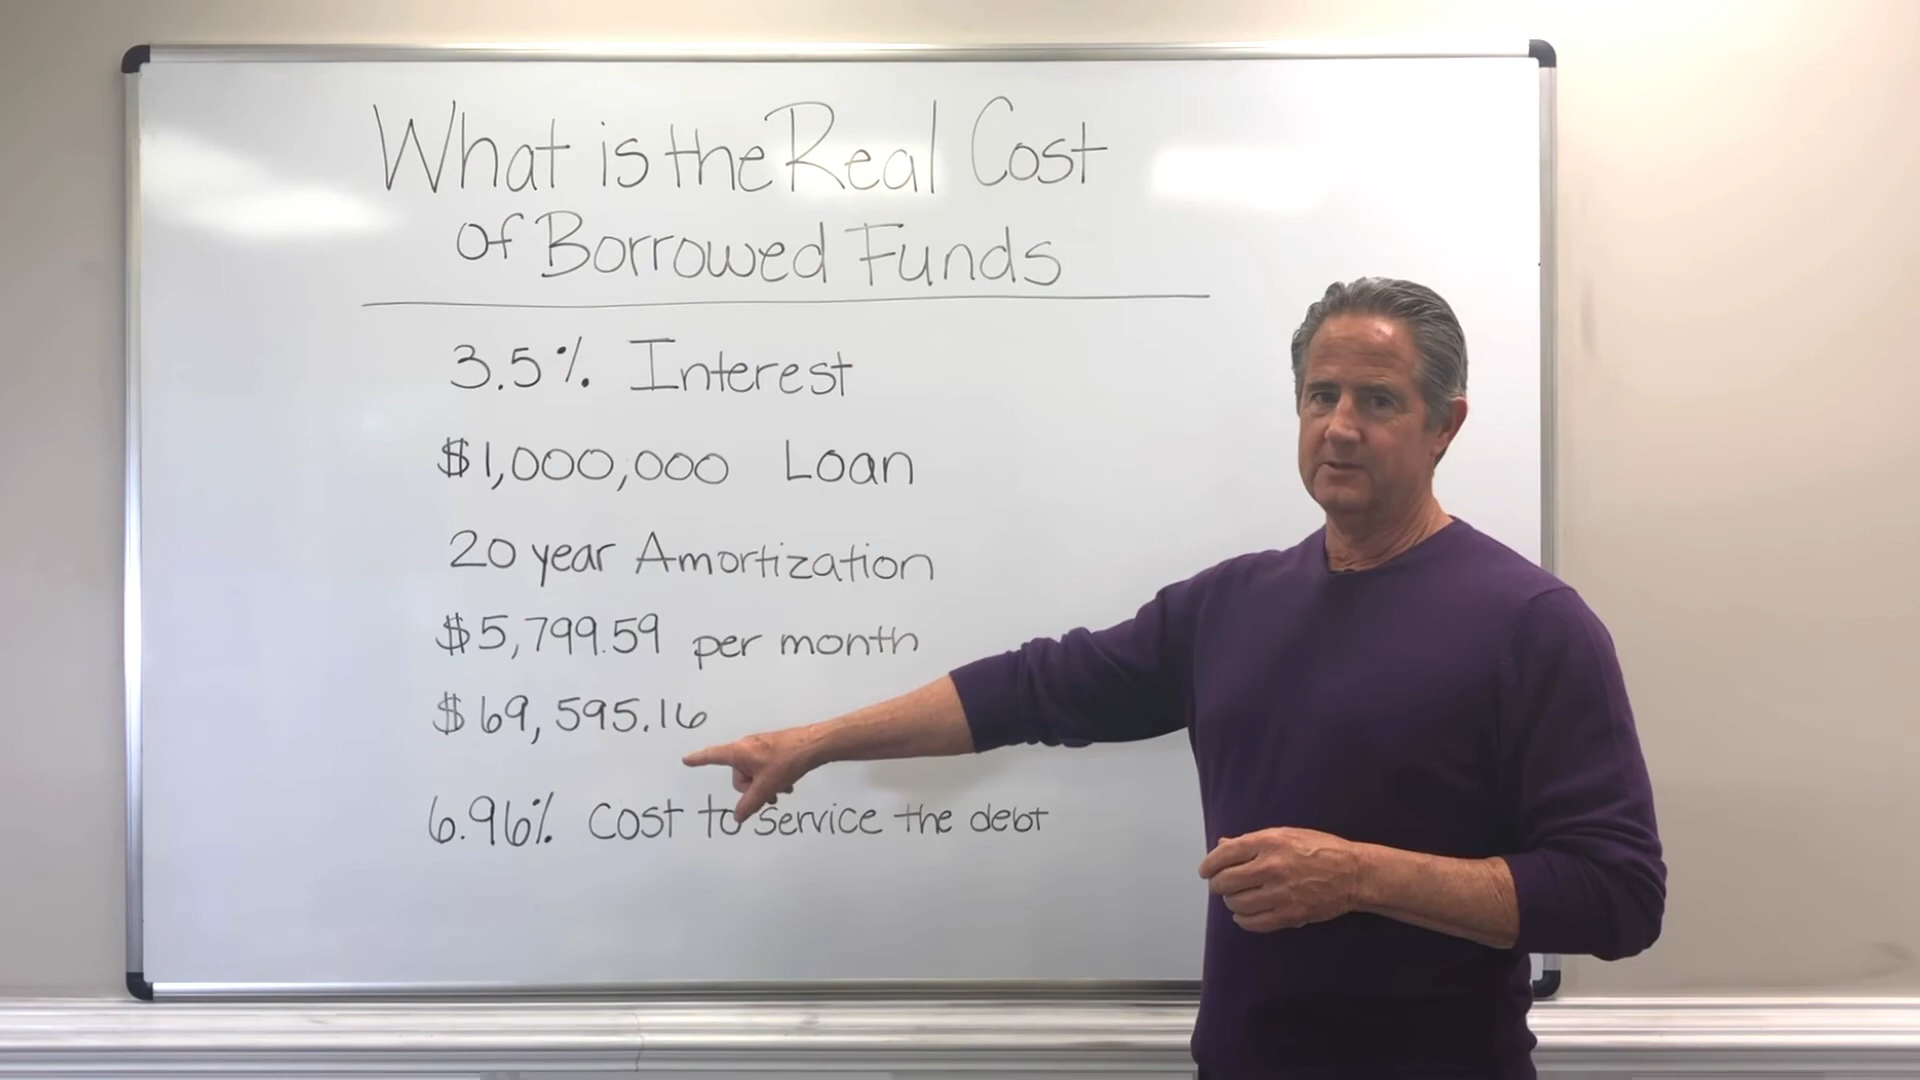 What is the Real Cost
of Borrowed Funds
3.5% Interest
$1,000,000 Loan
20 year Amortization
$5,799.59 per month
$69,595.16
6.96% cost to service the debt